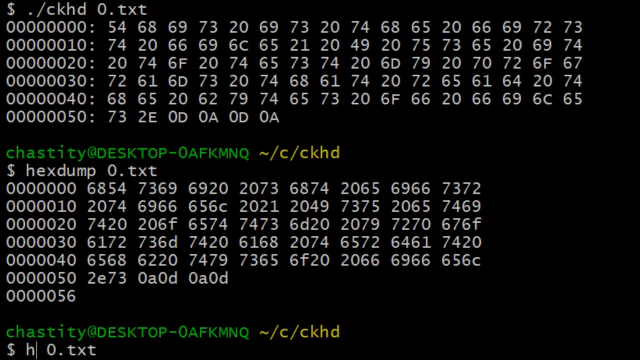 $ ./ckhd 0.txt
00000000: 54 68 69 73 20 69 73 20 74 68 65 20 66 69 72 73
00000010: 74 20 66 69 6C 65 21 20 49 20 75 73 65 20 69 74
00000020: 20 74 6F 20 74 65 73 74 20 6D 79 20 70 72 6F 67
00000030: 72 61 6D 73 20 74 68 61 74 20 72 65 61 64 20 74
00000040: 68 65 20 62 79 74 65 73 20 6F 66 20 66 69 6C 65
00000050: 73 2E 0D 0A 0D 0A
chastity@DESKTOP-0AFKMNQ ~/c/ckhd
$ hexdump 0.txt
0000000 6854 7369 6920 2073 6874 2065 6966 7372
0000010 2074 6966 656c 2021 2049 7375 2065 7469
0000020 7420 206f 6574 7473 6d20 2079 7270 676f
0000030 6172 736d 7420 6168 2074 6572 6461 7420
0000040 6568 6220 7479 7365 6f20 2066 6966 656c
0000050 2e73 0a0d 0a0d
0000056
chastity@DESKTOP-0AFKMNQ ~/c/ckhd
$ h 0.txt